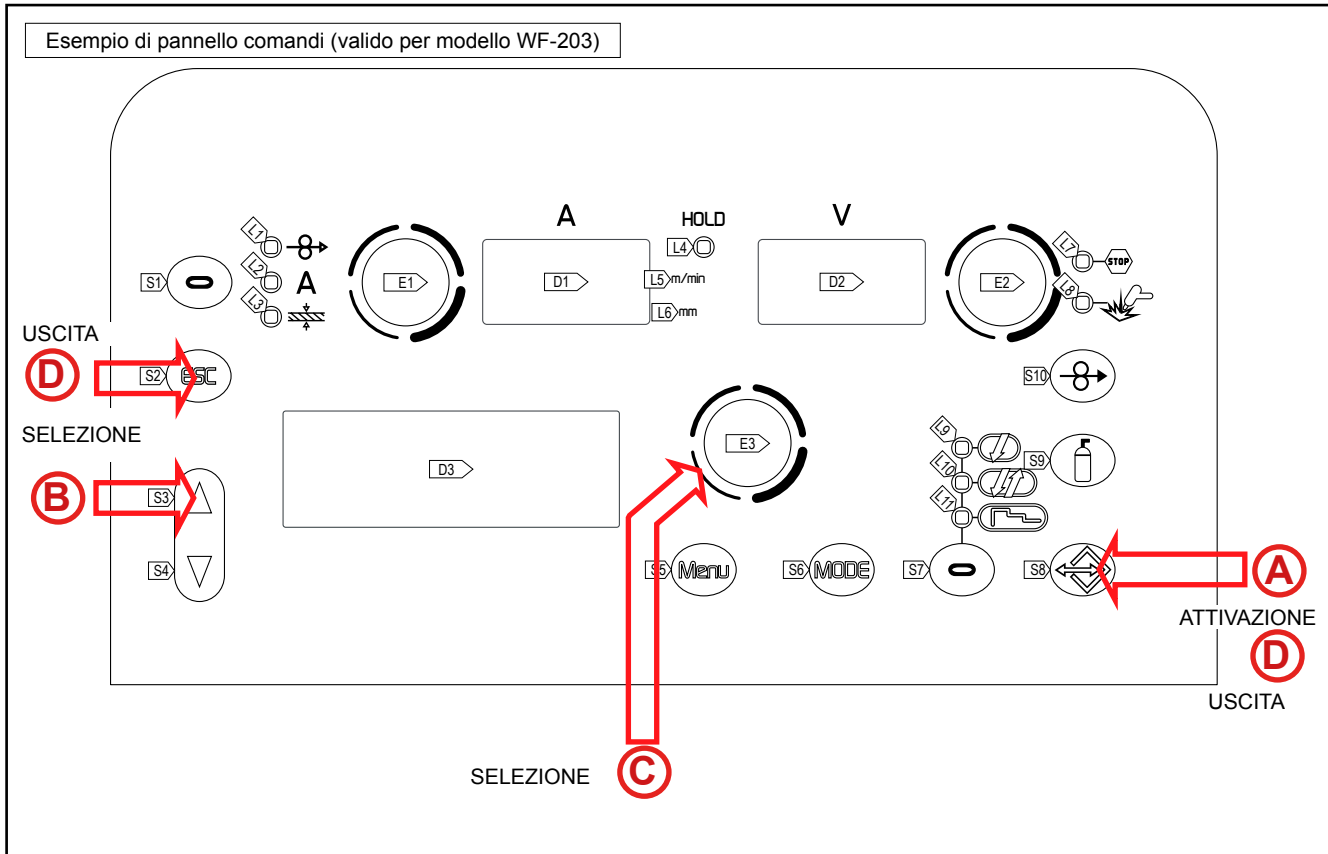 Esempio di pannello comandi (valido per modello WF-203)
A HOLD V
L1
L2 A
L3
S1
E1
D1
L4
L5 m/min
L6 mm
D2
E2
L7 STOP
L8
USCITA
D
S2 ESC
S10
SELEZIONE
B
S3
S4
D3
E3
L9
L10
L11
S9
S5 Menu
S6 MODE
S7
S8
A
ATTIVAZIONE
D
USCITA
SELEZIONE C